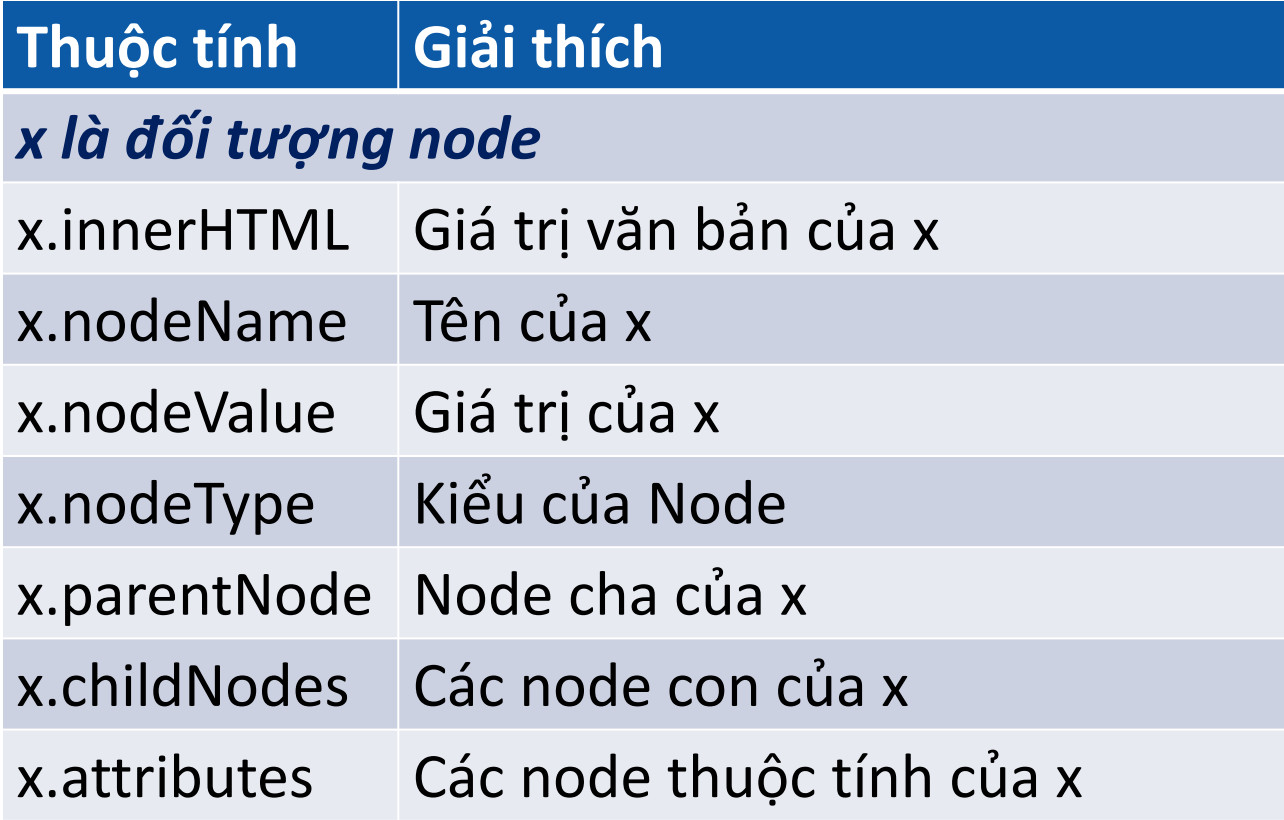 Thuộc tính Giải thích
x là đối tượng node
x.innerHTML Giá trị văn bản của x
x.nodeName Tên của x
x.nodeValue Giá trị của x
x.nodeType Kiểu của Node
x.parentNode Node cha của x
x.childNodes Các node con của x
x.attributes Các node thuộc tính của x